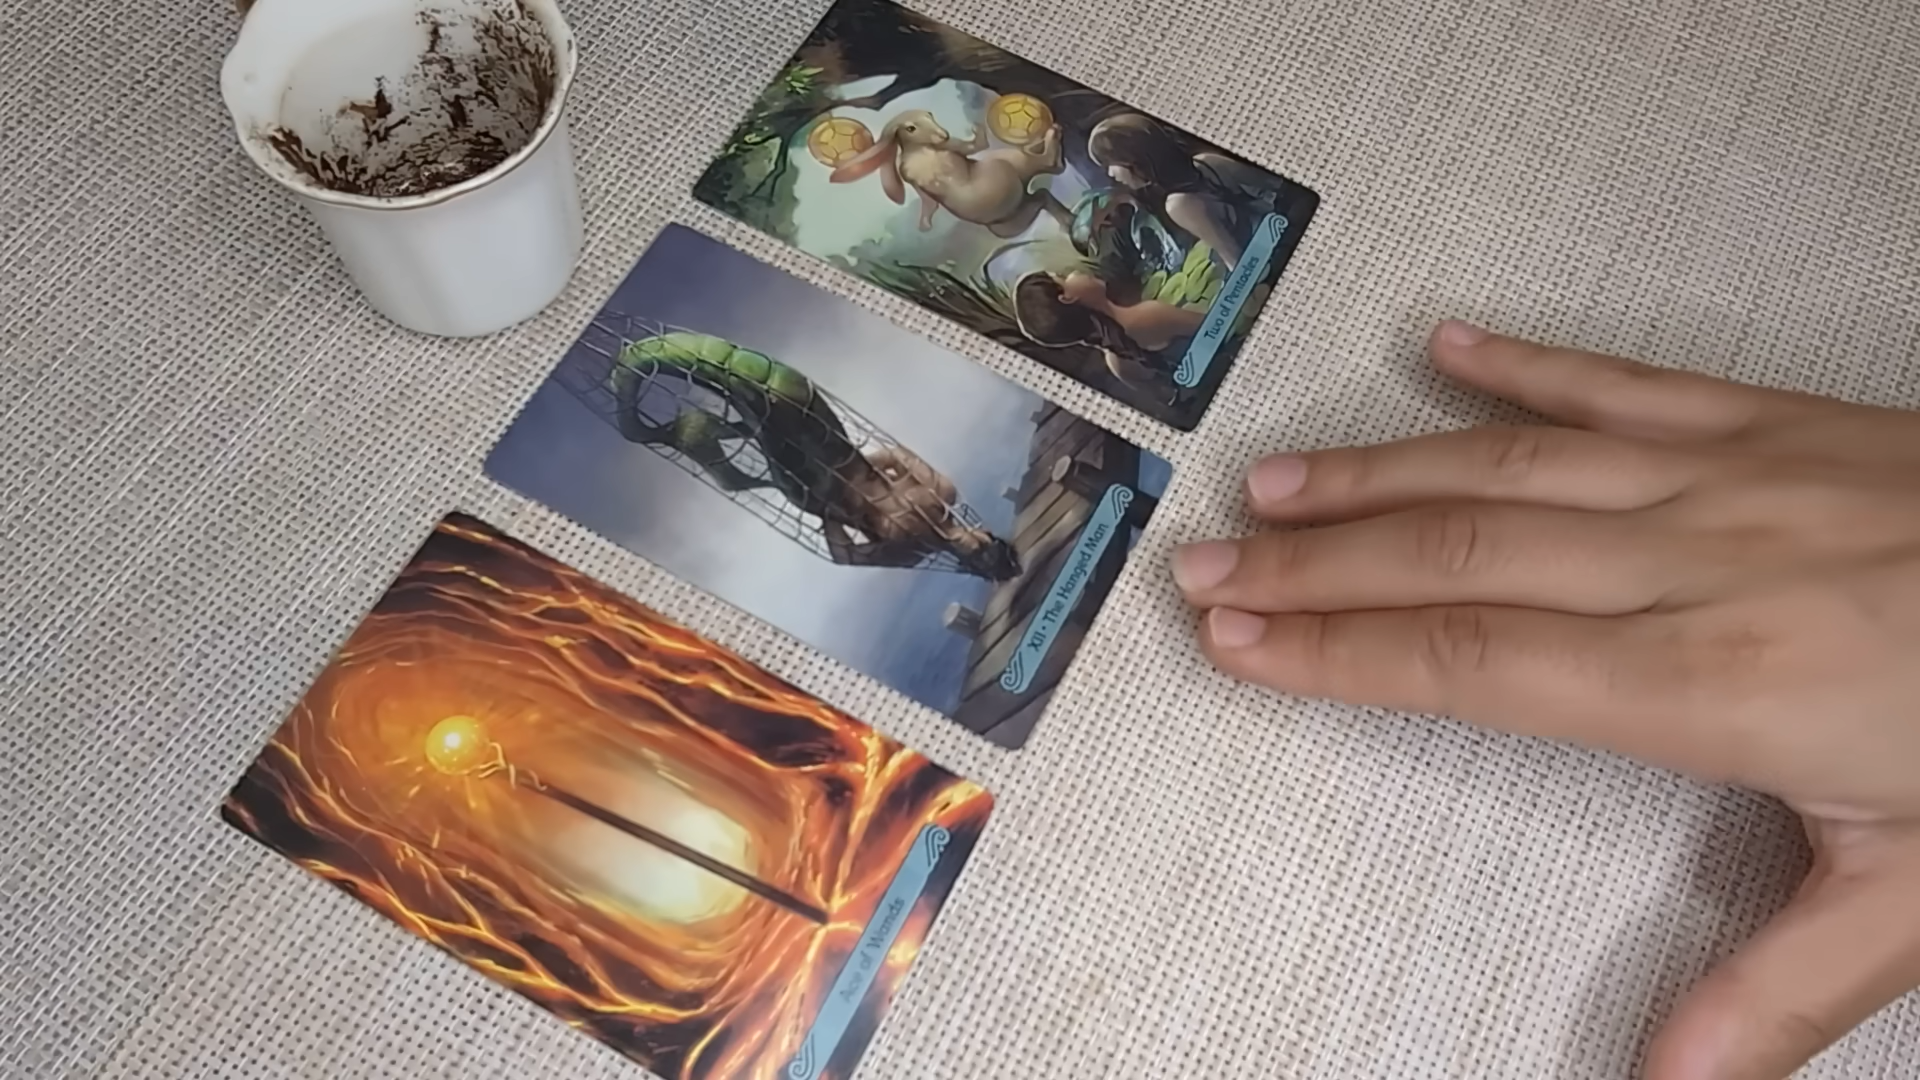 Two of Pentacles
XII • The Hanged Man
Ace of Wands